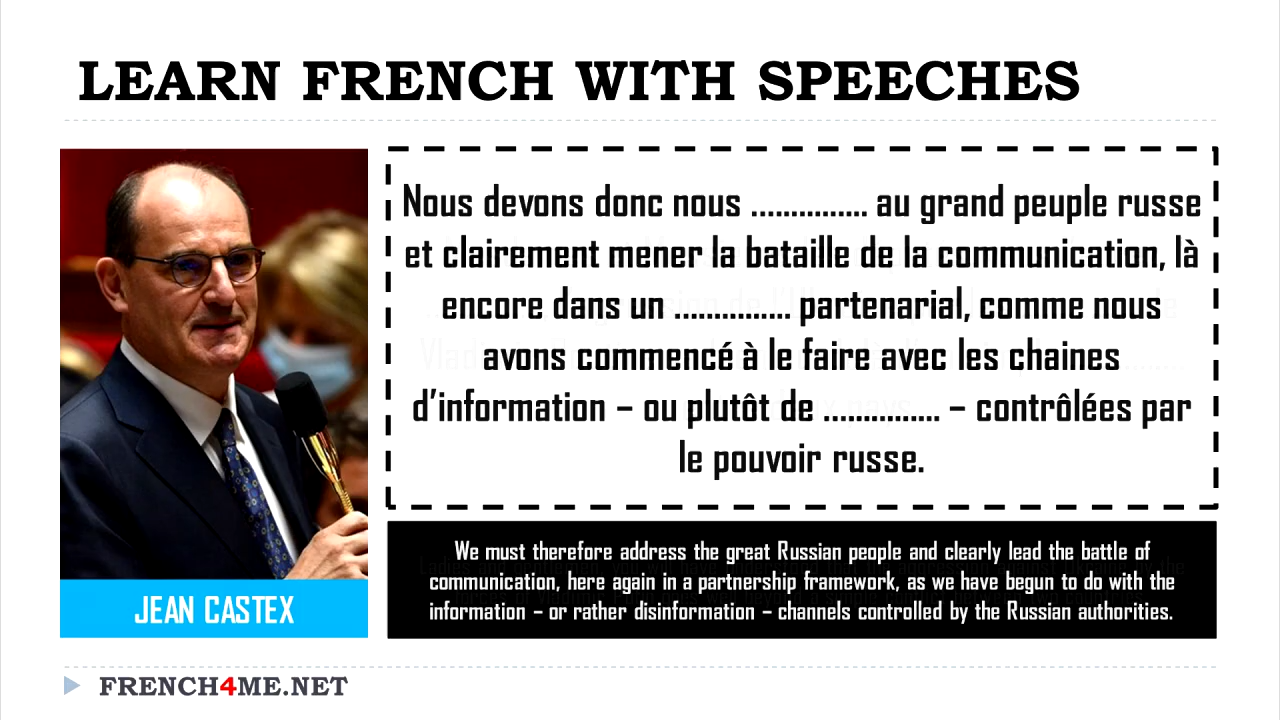 LEARN FRENCH WITH SPEECHES
Nous devons donc nous ............... au grand peuple russe
et clairement mener la bataille de la communication, là
encore dans un ............... partenarial, comme nous
avons commencé à le faire avec les chaines
d’information – ou plutôt de ............... – contrôlées par
le pouvoir russe.
We must therefore address the great Russian people and clearly lead the battle of
communication, here again in a partnership framework, as we have begun to do with the
information – or rather disinformation – channels controlled by the Russian authorities.
JEAN CASTEX
FRENCH4ME.NET